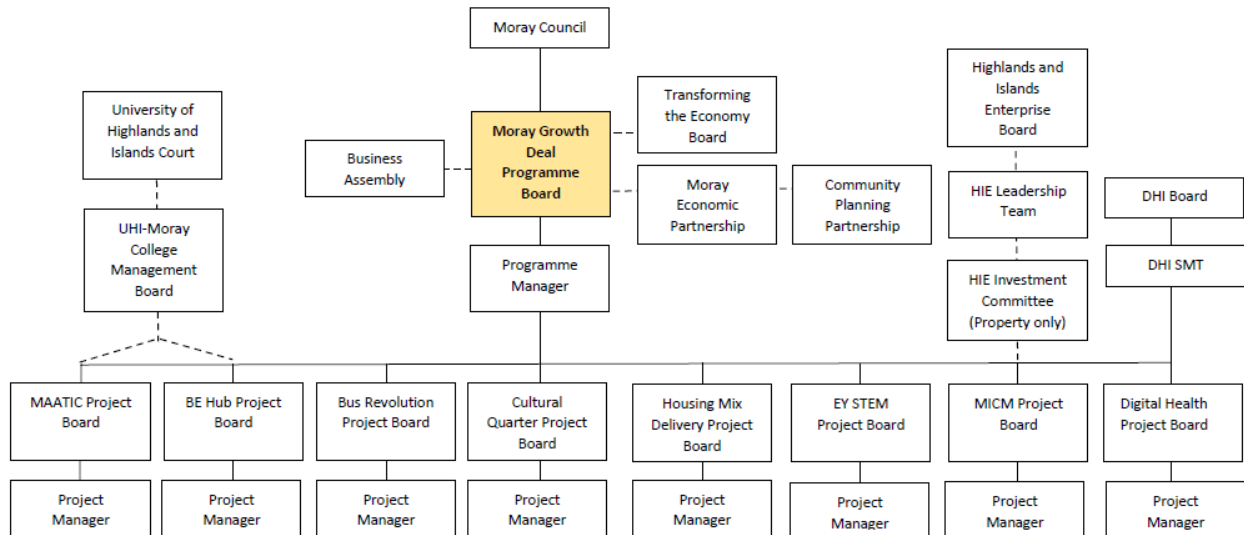 Moray Council
University of
Highlands and
Islands Court
Business
Assembly
Moray Growth
Deal
Programme
Board
Transforming
the Economy
Board
Highlands and
Islands
Enterprise
Board
Moray
Economic
Partnership
Community
Planning
Partnership
HIE Leadership
Team
DHI Board
UHI-Moray
College
Management
Board
Programme
Manager
HIE Investment
Committee
(Property only)
DHI SMT
MAATIC Project
Board
BE Hub Project
Board
Bus Revolution
Project Board
Cultural
Quarter Project
Board
Housing Mix
Delivery Project
Board
EY STEM
Project Board
MICM Project
Board
Digital Health
Project Board
Project
Manager
Project
Manager
Project
Manager
Project
Manager
Project
Manager
Project
Manager
Project
Manager
Project
Manager